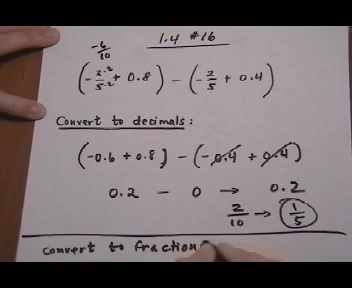 1.4 #16
-6/10
(-3·2/5·2 + 0.8) - (-2/5 + 0.4)
Convert to decimals:
(-0.6 + 0.8) - (-0.4 + 0.4)
0.2 - 0 → 0.2
2/10 → 1/5
convert to fraction